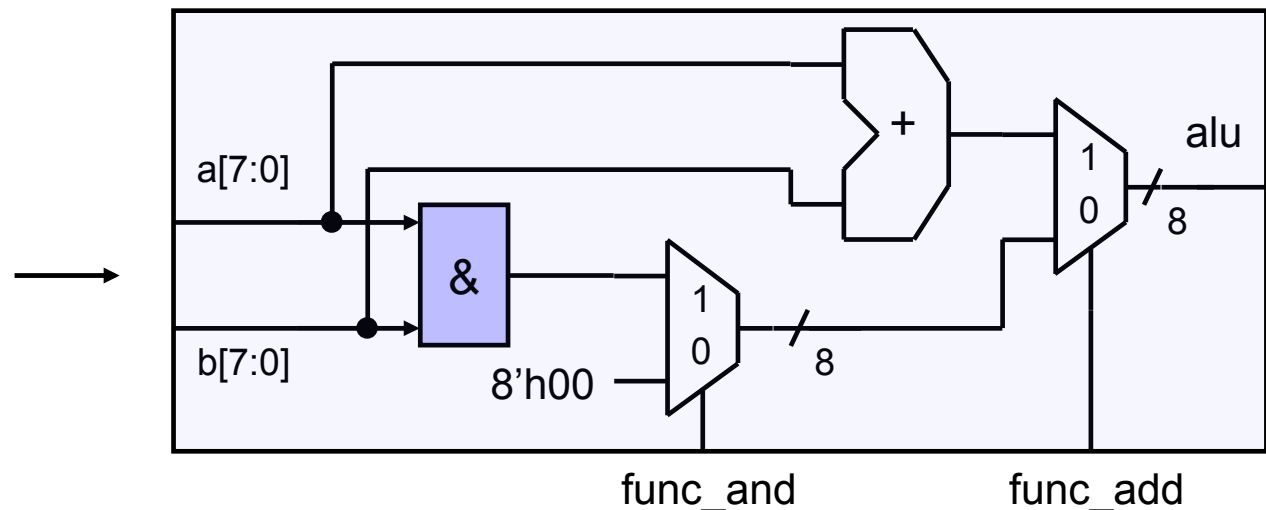 +
1
alu
a[7:0]
0
8
&
1
0
8
b[7:0]
8’h00
func_and
func_add